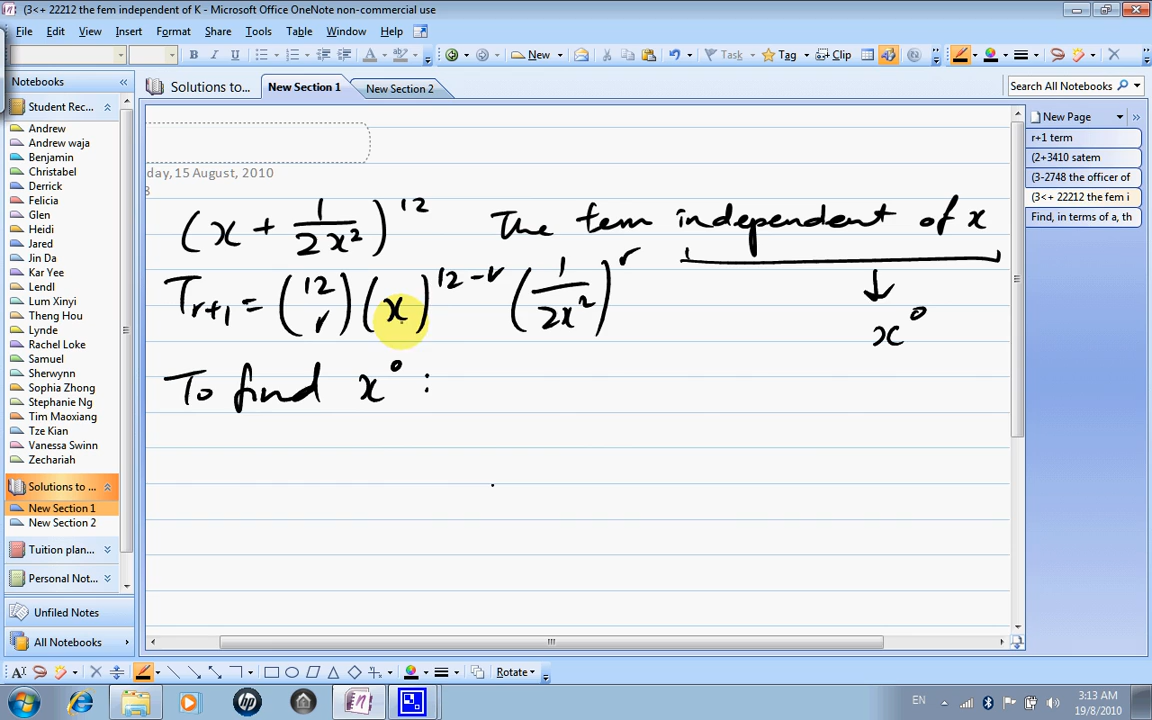 (3<+ 22212 the fem independent of K - Microsoft Office OneNote non-commercial use
File Edit View Insert Format Share Tools Table Window Help
New Task Tag Clip
Notebooks
Solutions to... New Section 1 New Section 2
Search All Notebooks
Student Rec...
Andrew
Andrew waja
Benjamin
Christabel
Derrick
Felicia
Glen
Heidi
Jared
Jin Da
Kar Yee
Lendl
Lum Xinyi
Theng Hou
Lynde
Rachel Loke
Samuel
Sherwynn
Sophia Zhong
Stephanie Ng
Tim Maoxiang
Tze Kian
Vanessa Swinn
Zechariah
Solutions to ...
New Section 1
New Section 2
Tuition plan...
Personal Not...
Unfiled Notes
All Notebooks
day, 15 August, 2010
(x + 1/2x²)¹² The term independent of x
Tr+1 = (12 r) (x)^12-r (1/2x²)^r
x⁰
To find x⁰ :
New Page
r+1 term
(2+3410 satem
(3-2748 the officer of
(3<+ 22212 the fem i
Find, in terms of a, th
Rotate
EN
3:13 AM
19/8/2010